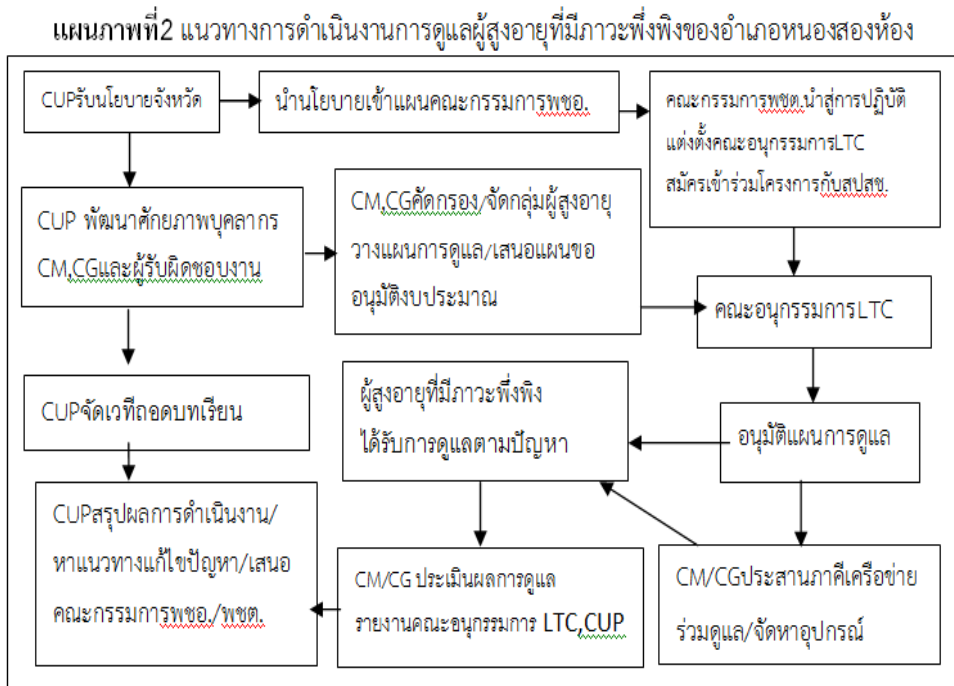 แผนภาพที่2 แนวทางการดำเนินงานการดูแลผู้สูงอายุที่มีภาวะพึ่งพิงของอำเภอหนองสองห้อง
CUPรับนโยบายจังหวัด
นำนโยบายเข้าแผนคณะกรรมการพชอ.
คณะกรรมการพชต.นำสู่การปฏิบัติ
แต่งตั้งคณะอนุกรรมการLTC
สมัครเข้าร่วมโครงการกับสปสช.
CUP พัฒนาศักยภาพบุคลากร
CM,CGและผู้รับผิดชอบงาน
CM,CGคัดกรอง/จัดกลุ่มผู้สูงอายุ
วางแผนการดูแล/เสนอแผนขอ
อนุมัติงบประมาณ
คณะอนุกรรมการLTC
CUPจัดเวทีถอดบทเรียน
ผู้สูงอายุที่มีภาวะพึ่งพิง
ได้รับการดูแลตามปัญหา
อนุมัติแผนการดูแล
CUPสรุปผลการดำเนินงาน/
หาแนวทางแก้ไขปัญหา/เสนอ
คณะกรรมการพชอ./พชต.
CM/CG ประเมินผลการดูแล
รายงานคณะอนุกรรมการ LTC,CUP
CM/CGประสานภาคีเครือข่าย
ร่วมดูแล/จัดหาอุปกรณ์